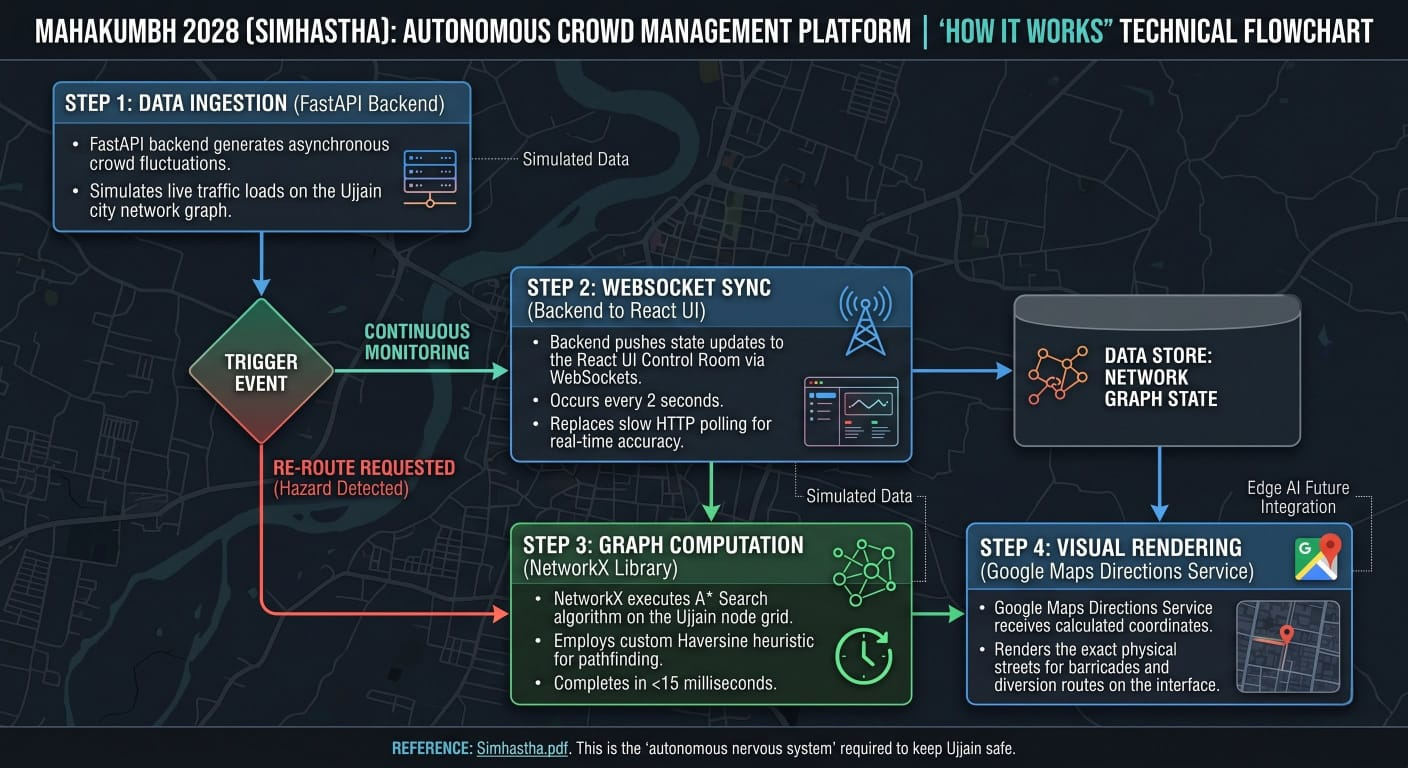 MAHAKUMBH 2028 (SIMHASTHA): AUTONOMOUS CROWD MANAGEMENT PLATFORM | ‘HOW IT WORKS” TECHNICAL FLOWCHART
STEP 1: DATA INGESTION (FastAPI Backend)
• FastAPI backend generates asynchronous
crowd fluctuations.
• Simulates live traffic loads on the Ujjain
city network graph.
Simulated Data
TRIGGER
EVENT
CONTINUOUS
MONITORING
RE-ROUTE REQUESTED
(Hazard Detected)
STEP 2: WEBSOCKET SYNC
(Backend to React UI)
• Backend pushes state updates to
the React UI Control Room via
WebSockets.
• Occurs every 2 seconds.
• Replaces slow HTTP polling for
real-time accuracy.
DATA STORE:
NETWORK
GRAPH STATE
Simulated Data
Edge AI Future
Integration
STEP 3: GRAPH COMPUTATION
(NetworkX Library)
• NetworkX executes A* Search
algorithm on the Ujjain node grid.
• Employs custom Haversine heuristic
for pathfinding.
• Completes in <15 milliseconds.
STEP 4: VISUAL RENDERING
(Google Maps Directions Service)
G
• Google Maps Directions Service
receives calculated coordinates.
• Renders the exact physical
streets for barricades and
diversion routes on the interface.
REFERENCE: Simhastha.pdf. This is the ‘autonomous nervous system’ required to keep Ujjain safe.